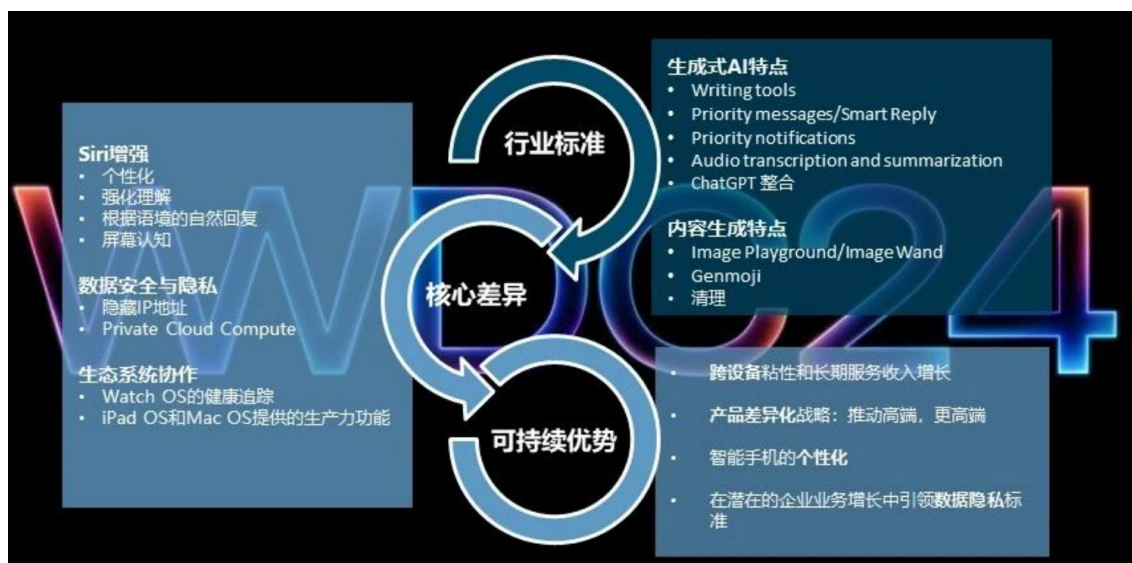 行业标准
生成式AI特点
• Writing tools
• Priority messages/Smart Reply
• Priority notifications
• Audio transcription and summarization
• ChatGPT 整合
内容生成特点
• Image Playground/Image Wand
• Genmoji
• 清理
核心差异
Siri增强
• 个性化
• 强化理解
• 根据语境的自然回复
• 屏幕认知
数据安全与隐私
• 隐藏IP地址
• Private Cloud Compute
生态系统协作
• Watch OS的健康追踪
• iPad OS和Mac OS提供的生产力功能
可持续优势
• 跨设备粘性和长期服务收入增长
• 产品差异化战略：推动高端，更高端
• 智能手机的个性化
• 在潜在的企业业务增长中引领数据隐私标
准
WWDC24